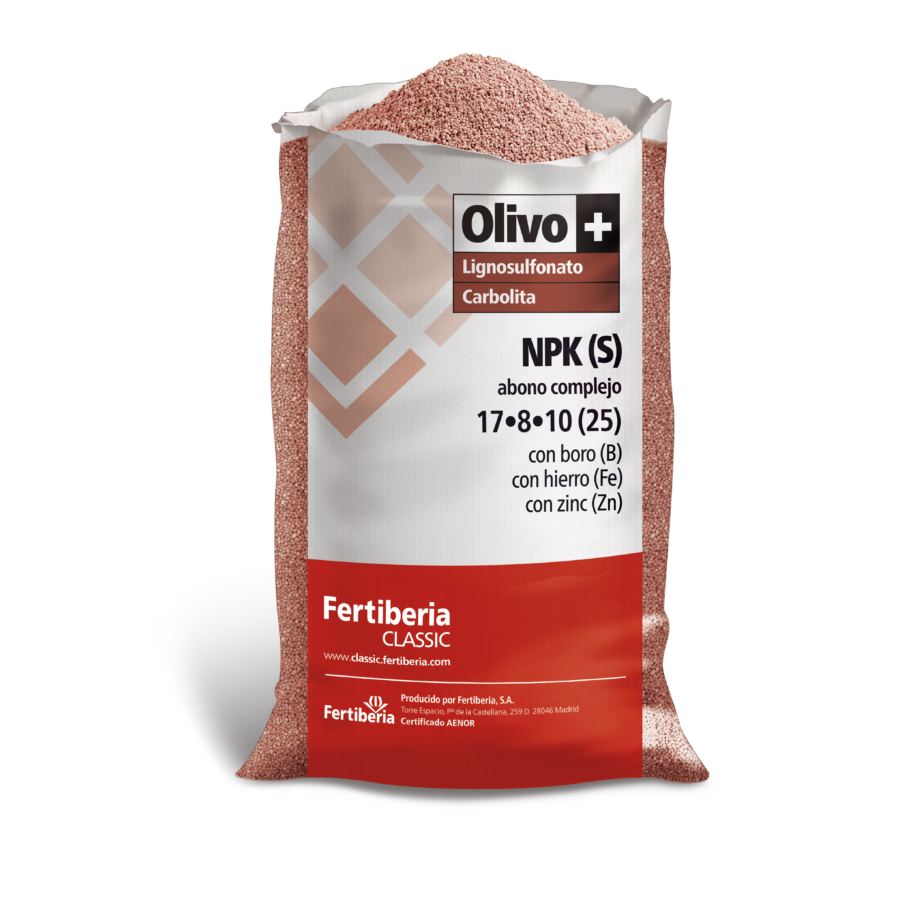 Olivo +
Lignosulfonato
Carbolita
NPK (S)
abono complejo
17•8•10 (25)
con boro (B)
con hierro (Fe)
con zinc (Zn)
Fertiberia
CLASSIC
www.classic.fertiberia.com
Fertiberia
Producido por Fertiberia, S.A.
Torre Espacio, Pº de la Castellana, 259 D. 28046 Madrid
Certificado AENOR